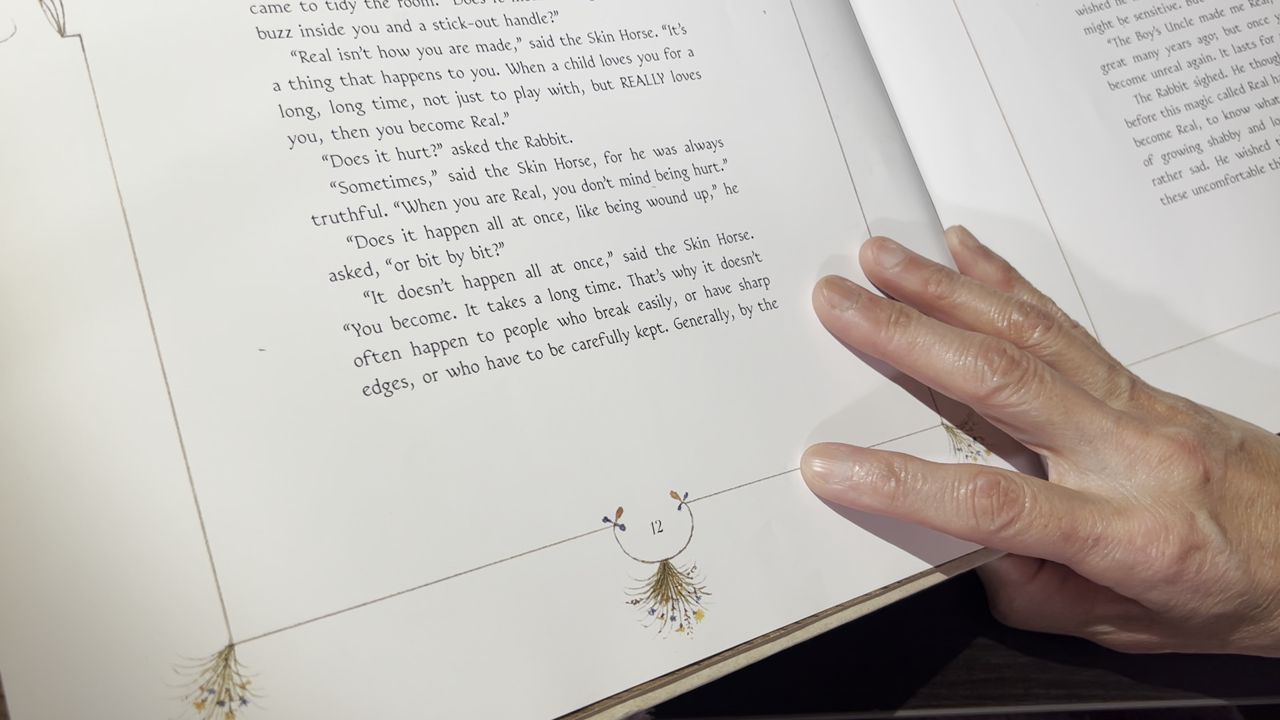 came to tidy the room. "Does it
buzz inside you and a stick-out handle?"
"Real isn't how you are made," said the Skin Horse. "It's
a thing that happens to you. When a child loves you for a
long, long time, not just to play with, but REALLY loves
you, then you become Real."
"Does it hurt?" asked the Rabbit.
"Sometimes," said the Skin Horse, for he was always
truthful. "When you are Real, you don't mind being hurt."
"Does it happen all at once, like being wound up," he
asked, "or bit by bit?"
"It doesn't happen all at once," said the Skin Horse.
"You become. It takes a long time. That's why it doesn't
often happen to people who break easily, or have sharp
edges, or who have to be carefully kept. Generally, by the
12
wished he
might be sensitive. But
"The Boy's Uncle made me Real,
great many years ago; but once
become unreal again. It lasts for
The Rabbit sighed. He
before this magic called Real
become Real, to know what
of growing shabby and
rather sad. He wished
these uncomfortable